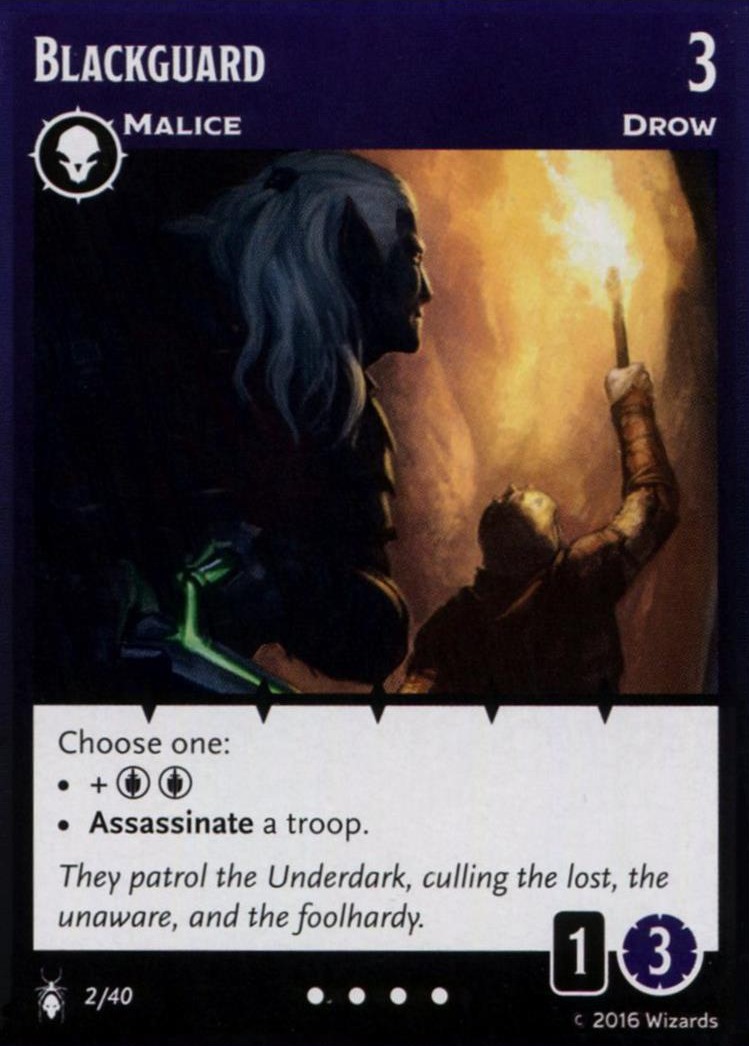 BLACKGUARD 3
MALICE DROW
Choose one:
• +
• Assassinate a troop.
They patrol the Underdark, culling the lost, the
unaware, and the foolhardy.
1 3
2/40
© 2016 Wizards